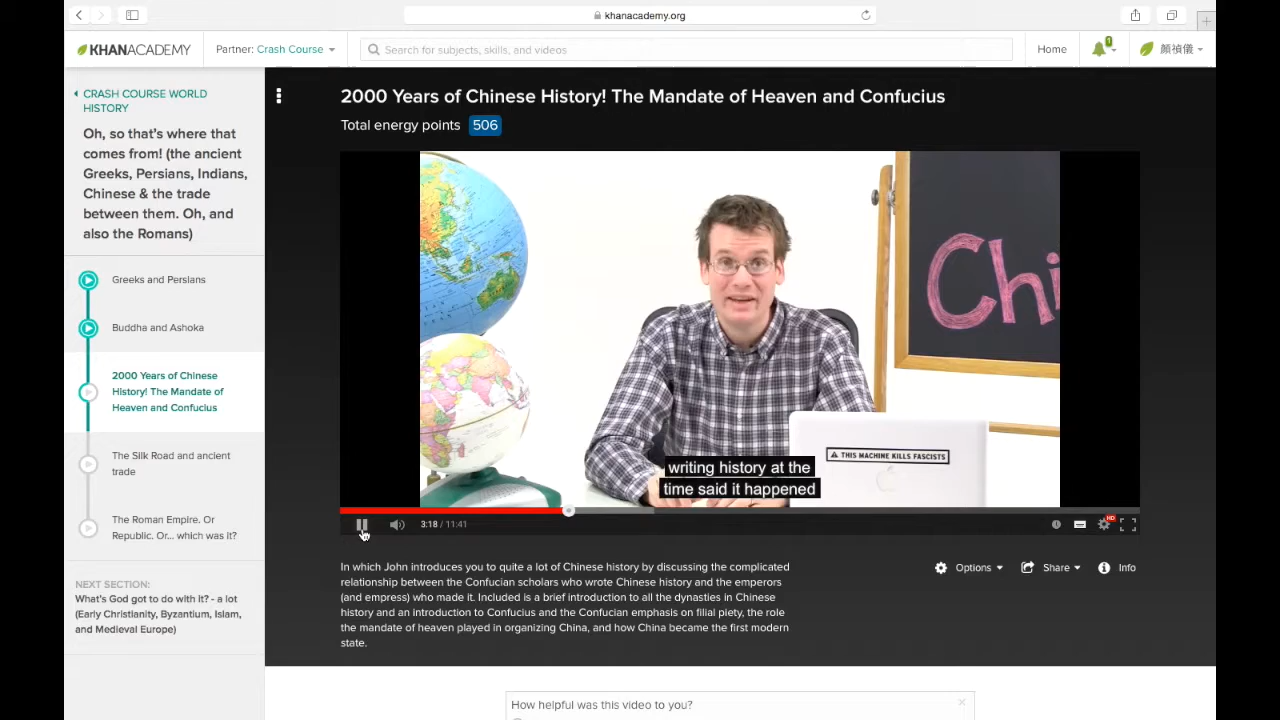 khanacademy.org
KHANACADEMY
Partner: Crash Course
Search for subjects, skills, and videos
Home
1
顏禎儀
CRASH COURSE WORLD
HISTORY
Oh, so that's where that
comes from! (the ancient
Greeks, Persians, Indians,
Chinese & the trade
between them. Oh, and
also the Romans)
Greeks and Persians
Buddha and Ashoka
2000 Years of Chinese
History! The Mandate of
Heaven and Confucius
The Silk Road and ancient
trade
The Roman Empire. Or
Republic. Or... which was it?
NEXT SECTION:
What's God got to do with it? - a lot
(Early Christianity, Byzantium, Islam,
and Medieval Europe)
2000 Years of Chinese History! The Mandate of Heaven and Confucius
Total energy points 506
Chi
THIS MACHINE KILLS FASCISTS
writing history at the
time said it happened
3:18 / 11:41
HD
In which John introduces you to quite a lot of Chinese history by discussing the complicated
relationship between the Confucian scholars who wrote Chinese history and the emperors
(and empress) who made it. Included is a brief introduction to all the dynasties in Chinese
history and an introduction to Confucius and the Confucian emphasis on filial piety, the role
the mandate of heaven played in organizing China, and how China became the first modern
state.
Options
Share
Info
How helpful was this video to you?